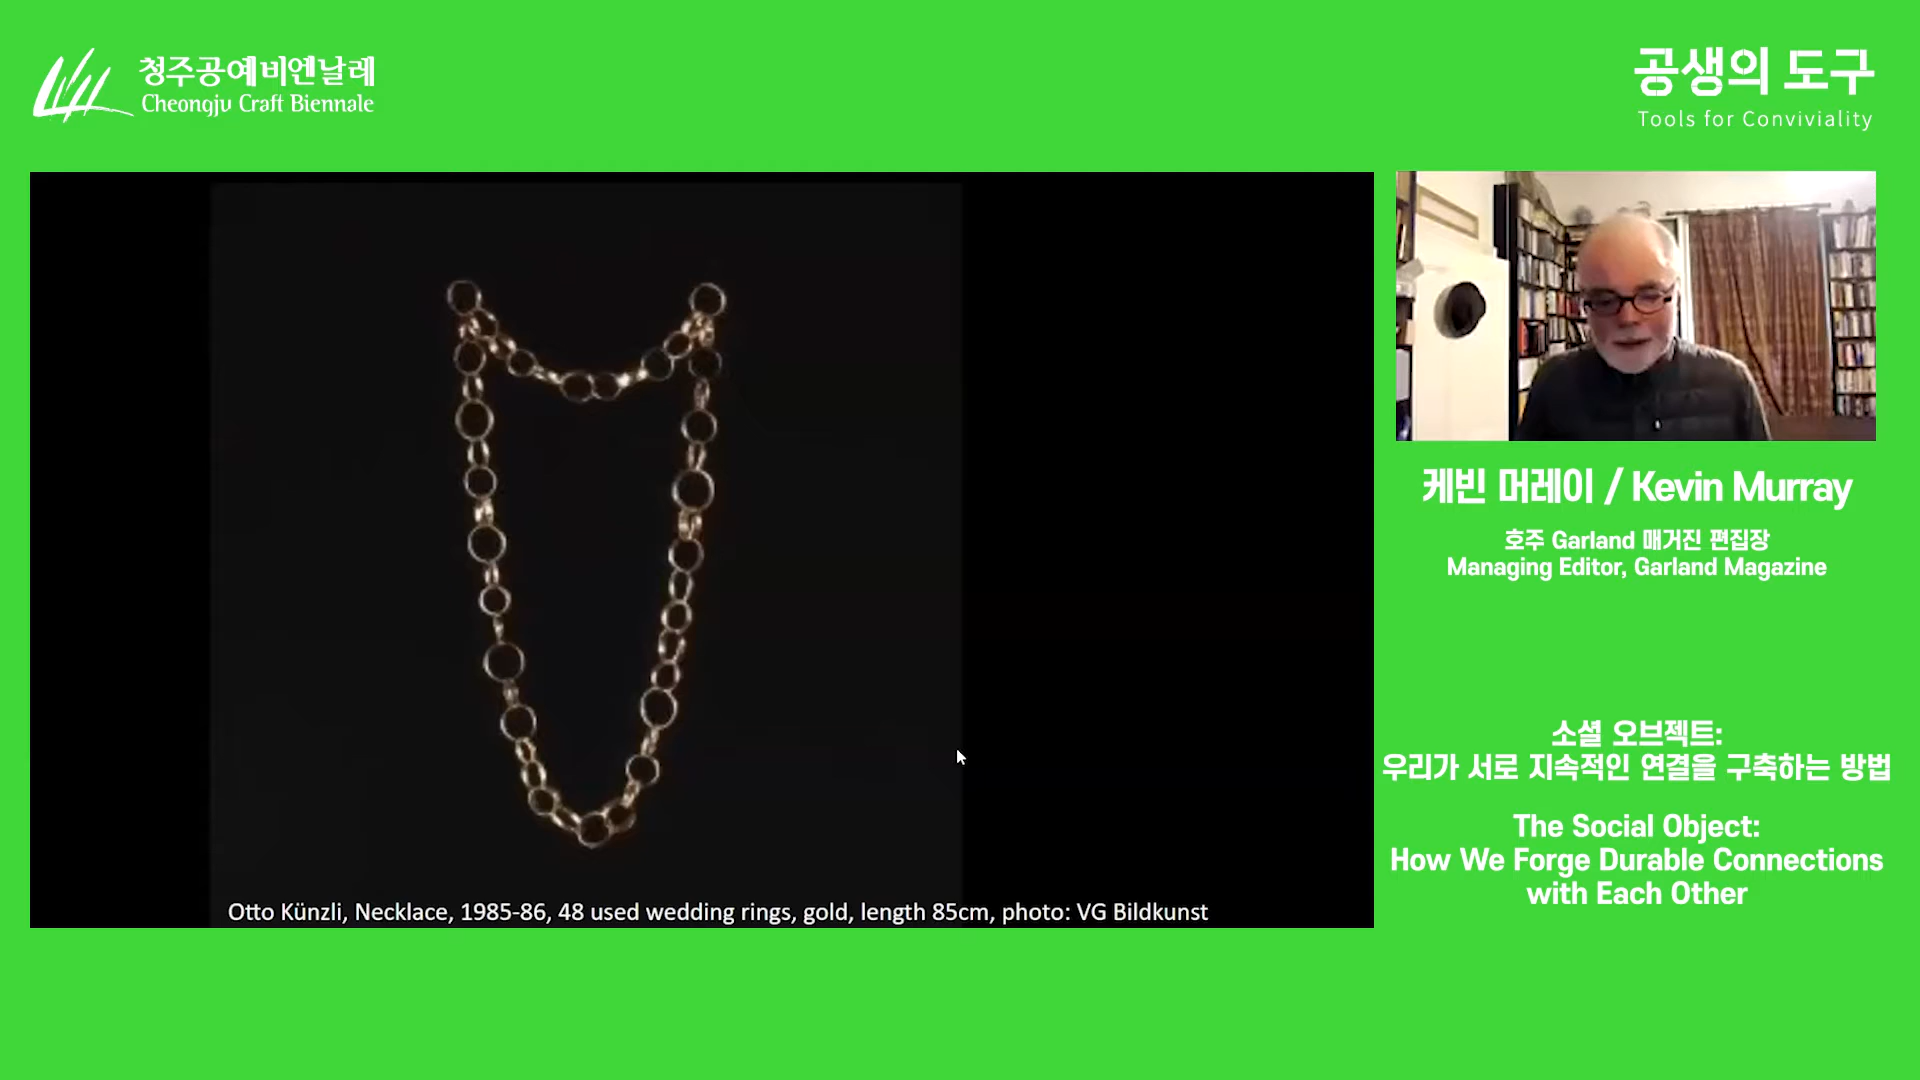 청주공예비엔날레
Cheongju Craft Biennale
공생의 도구
Tools for Conviviality
Otto Künzli, Necklace, 1985-86, 48 used wedding rings, gold, length 85cm, photo: VG Bildkunst
케빈 머레이 / Kevin Murray
호주 Garland 매거진 편집장
Managing Editor, Garland Magazine
소셜 오브젝트:
우리가 서로 지속적인 연결을 구축하는 방법
The Social Object:
How We Forge Durable Connections
with Each Other